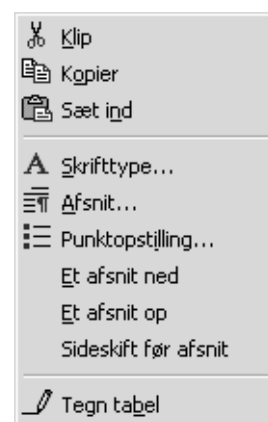 Klip
Kopier
Sæt ind
Skrifttype...
Afsnit...
Punktopstilling...
Et afsnit ned
Et afsnit op
Sideskift før afsnit
Tegn tabel